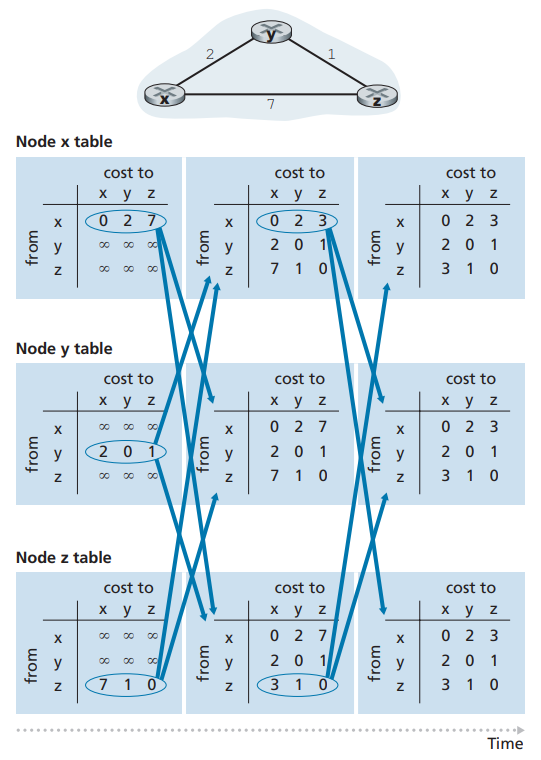 y
2 1
x z
7
Node x table
cost to cost to cost to
x y z x y z x y z
x 0 2 7 x 0 2 3 x 0 2 3
from y ∞ ∞ ∞ from y 2 0 1 from y 2 0 1
z ∞ ∞ ∞ z 7 1 0 z 3 1 0
Node y table
cost to cost to cost to
x y z x y z x y z
x ∞ ∞ ∞ x 0 2 7 x 0 2 3
from y 2 0 1 from y 2 0 1 from y 2 0 1
z ∞ ∞ ∞ z 7 1 0 z 3 1 0
Node z table
cost to cost to cost to
x y z x y z x y z
x ∞ ∞ ∞ x 0 2 7 x 0 2 3
from y ∞ ∞ ∞ from y 2 0 1 from y 2 0 1
z 7 1 0 z 3 1 0 z 3 1 0
Time